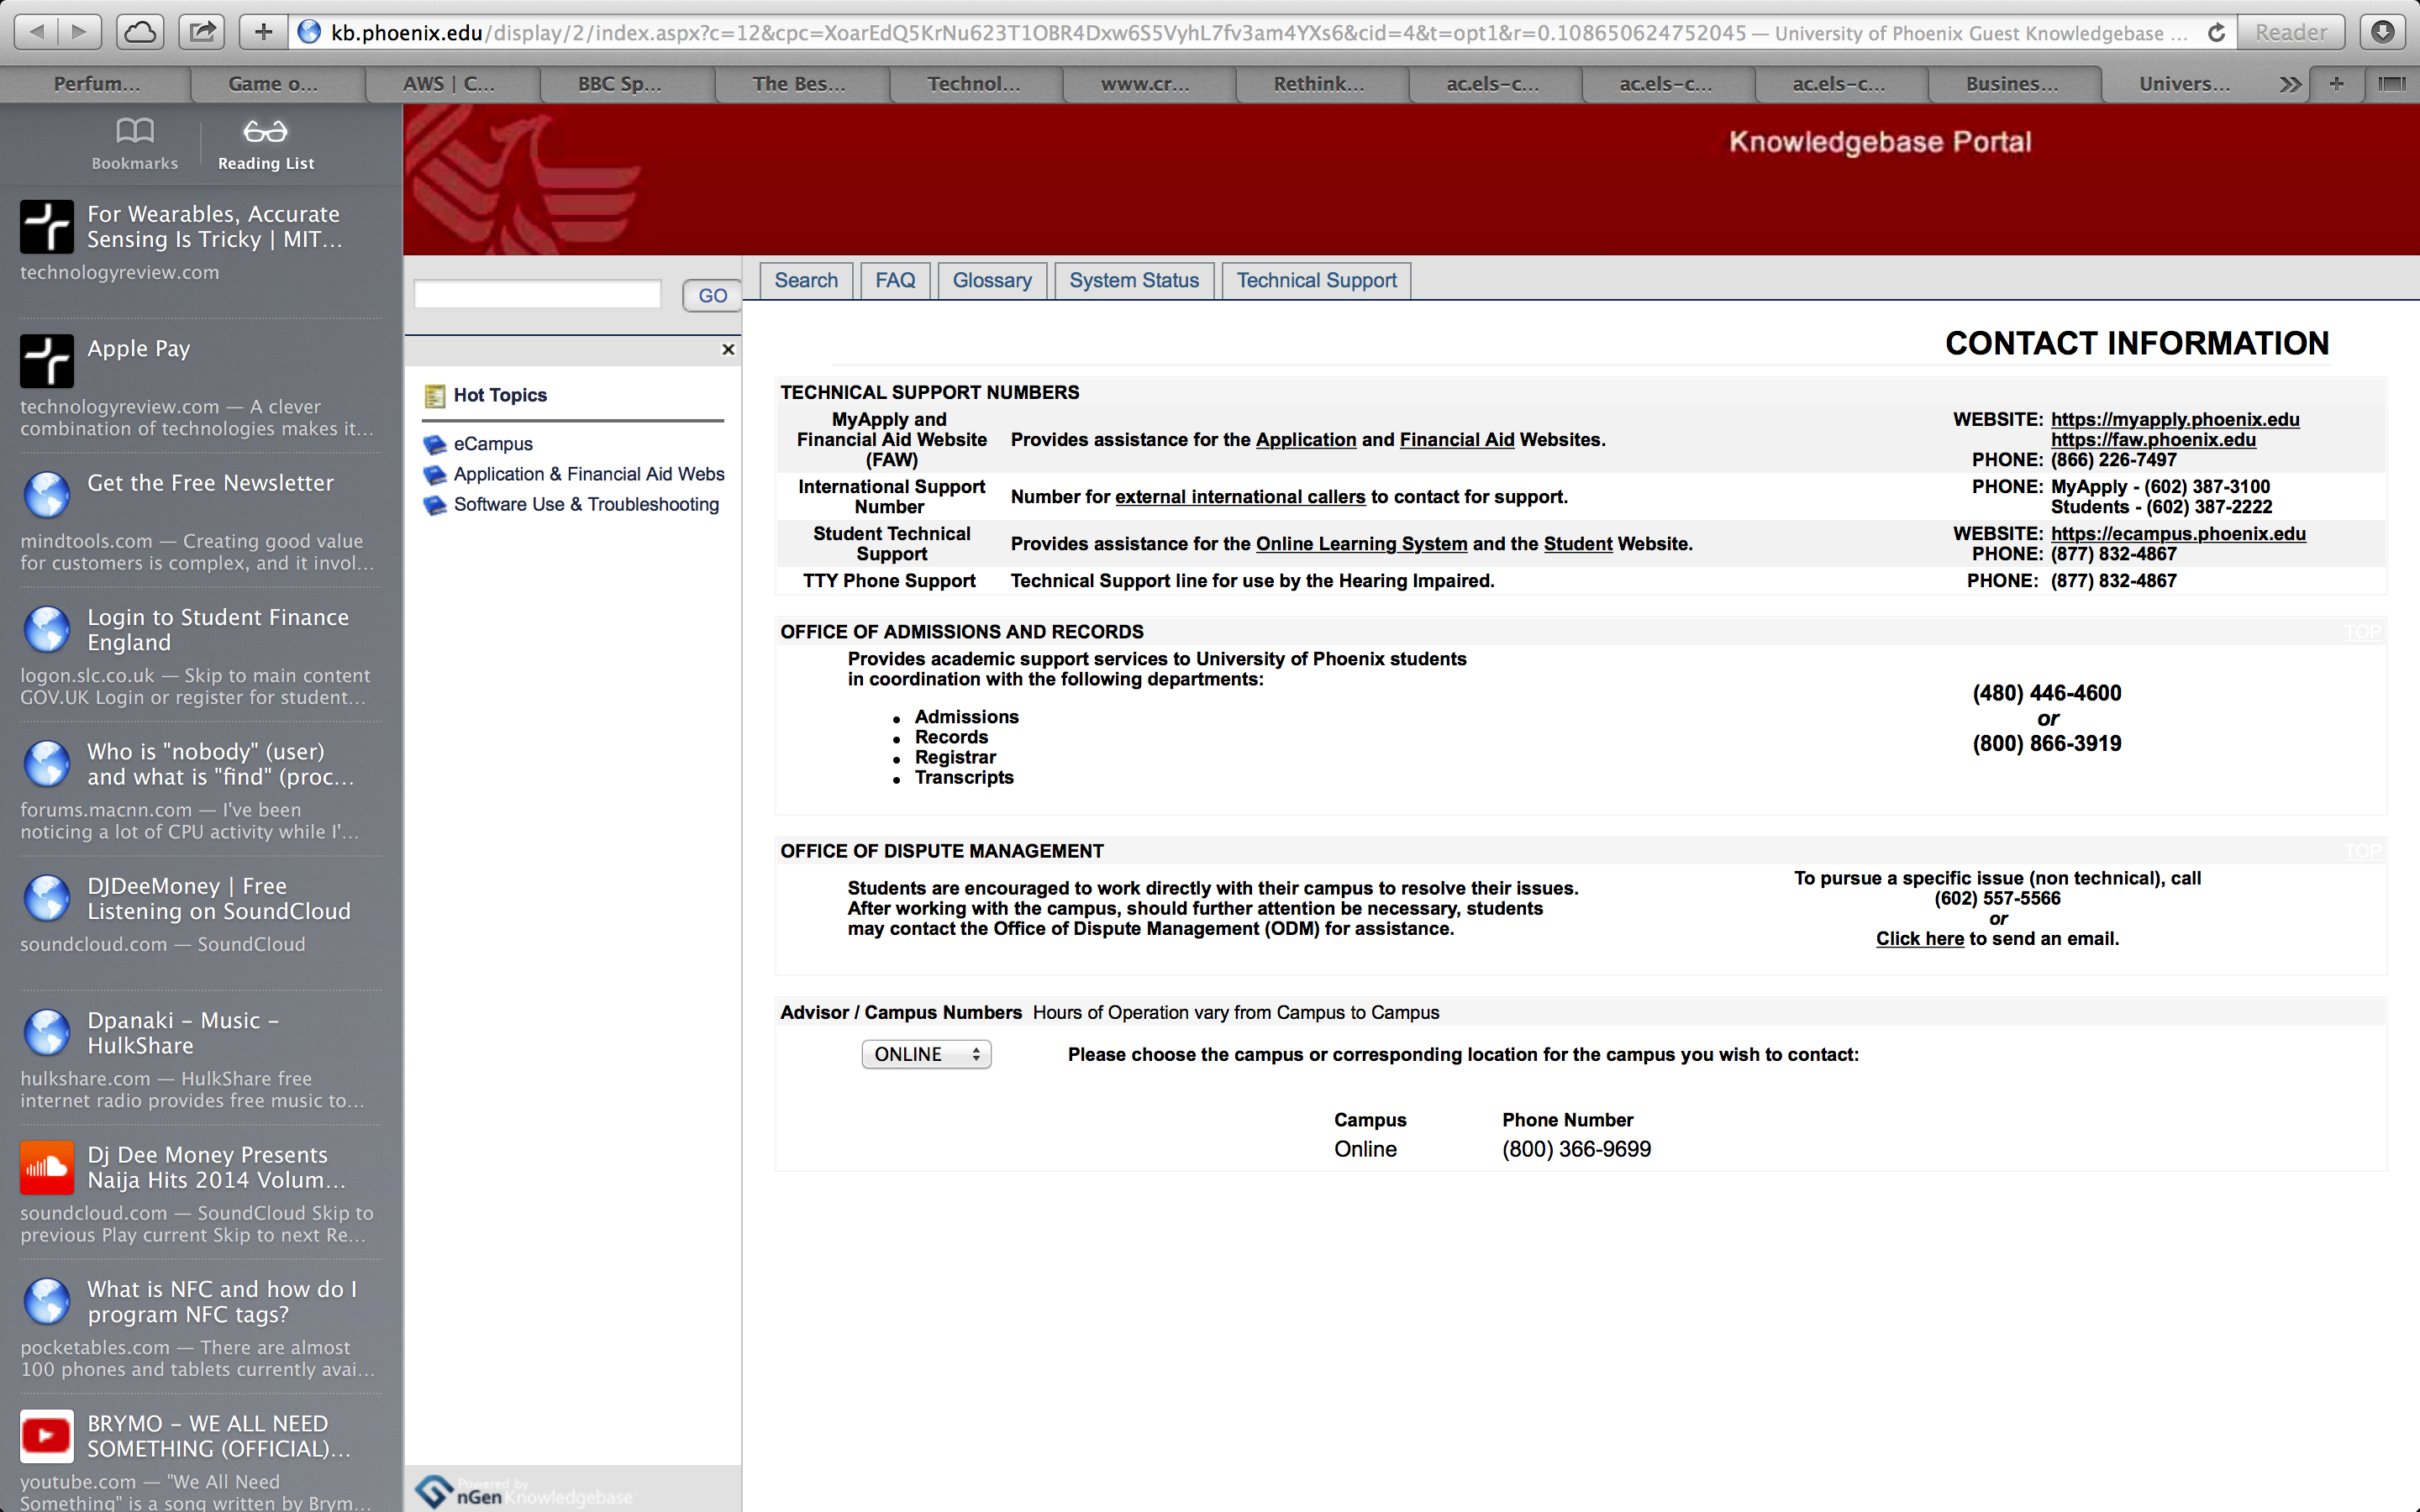 kb.phoenix.edu/display/2/index.aspx?c=12&cpc=XoarEdQ5KrNu623T1OBR4Dxw6S5VyhL7fv3am4YXs6&cid=4&t=opt1&r=0.108650624752045 — University of Phoenix Guest Knowledgebase ...
Reader
Perfum... Game o... AWS | C... BBC Sp... The Bes... Technol... www.cr... Rethink... ac.els-c... ac.els-c... ac.els-c... Busines... Univers...
Bookmarks Reading List
For Wearables, Accurate
Sensing Is Tricky | MIT...
technologyreview.com
Apple Pay
technologyreview.com — A clever
combination of technologies makes it...
Get the Free Newsletter
mindtools.com — Creating good value
for customers is complex, and it invol...
Login to Student Finance
England
logon.slc.co.uk — Skip to main content
GOV.UK Login or register for student...
Who is "nobody" (user)
and what is "find" (proc...
forums.macnn.com — I've been
noticing a lot of CPU activity while I'...
DJDeeMoney | Free
Listening on SoundCloud
soundcloud.com — SoundCloud
Dpanaki – Music –
HulkShare
hulkshare.com — HulkShare free
internet radio provides free music to...
Dj Dee Money Presents
Naija Hits 2014 Volum...
soundcloud.com — SoundCloud Skip to
previous Play current Skip to next Re...
What is NFC and how do I
program NFC tags?
pocketables.com — There are almost
100 phones and tablets currently avai...
BRYMO – WE ALL NEED
SOMETHING (OFFICIAL)...
youtube.com — "We All Need
Something" is a song written by Brym...
Knowledgebase Portal
GO
Hot Topics
eCampus
Application & Financial Aid Webs
Software Use & Troubleshooting
Powered by
nGen Knowledgebase
Search FAQ Glossary System Status Technical Support
CONTACT INFORMATION
TECHNICAL SUPPORT NUMBERS
MyApply and
Financial Aid Website
(FAW)
Provides assistance for the Application and Financial Aid Websites.
WEBSITE: https://myapply.phoenix.edu
https://faw.phoenix.edu
PHONE: (866) 226-7497
International Support
Number
Number for external international callers to contact for support.
PHONE: MyApply - (602) 387-3100
Students - (602) 387-2222
Student Technical
Support
Provides assistance for the Online Learning System and the Student Website.
WEBSITE: https://ecampus.phoenix.edu
PHONE: (877) 832-4867
TTY Phone Support
Technical Support line for use by the Hearing Impaired.
PHONE: (877) 832-4867
OFFICE OF ADMISSIONS AND RECORDS
TOP
Provides academic support services to University of Phoenix students
in coordination with the following departments:
• Admissions
• Records
• Registrar
• Transcripts
(480) 446-4600
or
(800) 866-3919
OFFICE OF DISPUTE MANAGEMENT
TOP
Students are encouraged to work directly with their campus to resolve their issues.
After working with the campus, should further attention be necessary, students
may contact the Office of Dispute Management (ODM) for assistance.
To pursue a specific issue (non technical), call
(602) 557-5566
or
Click here to send an email.
Advisor / Campus Numbers Hours of Operation vary from Campus to Campus
ONLINE
Please choose the campus or corresponding location for the campus you wish to contact:
Campus Phone Number
Online (800) 366-9699